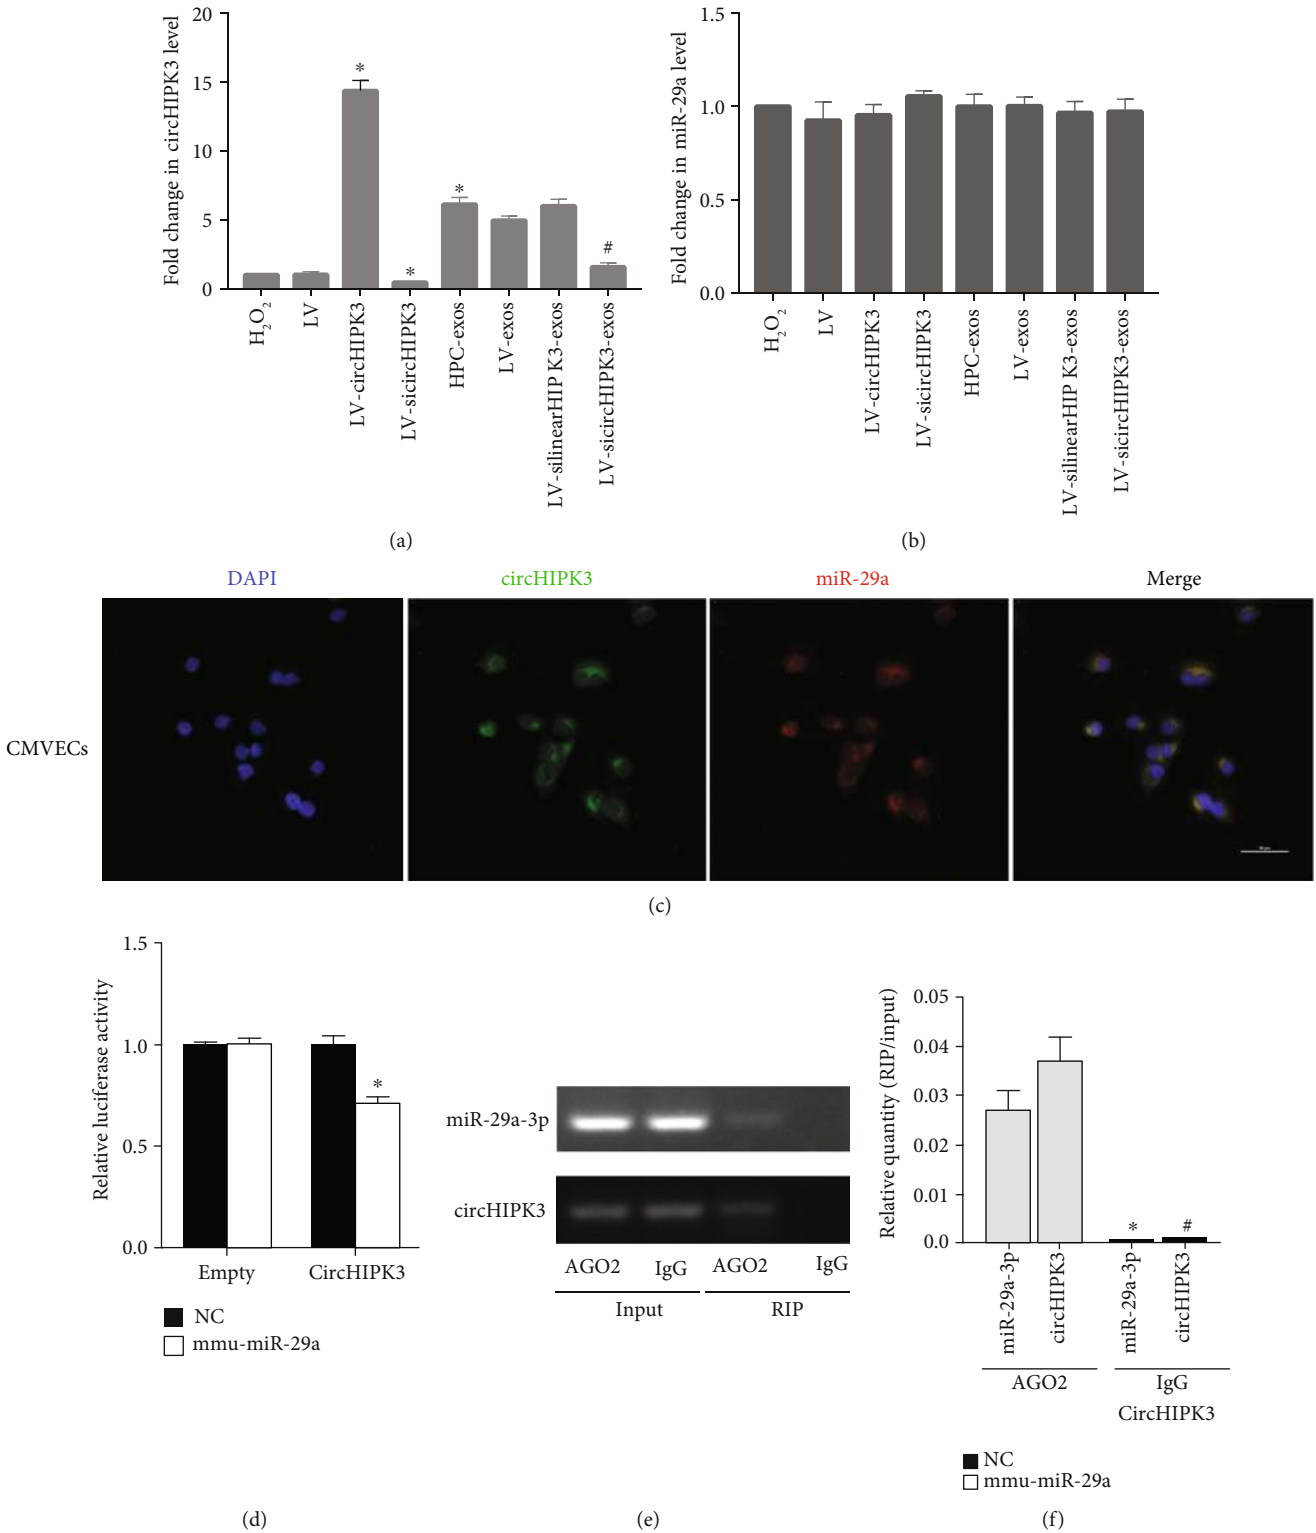 Fold change in circHIPK3 level
20
15
10
5
0
*
*
*
#
H2O2
LV
LV-circHIPK3
LV-sicircHIPK3
HPC-exos
LV-exos
LV-silinearHIP K3-exos
LV-sicircHIPK3-exos
(a)
Fold change in miR-29a level
1.5
1.0
0.5
0.0
H2O2
LV
LV-circHIPK3
LV-sicircHIPK3
HPC-exos
LV-exos
LV-silinearHIP K3-exos
LV-sicircHIPK3-exos
(b)
DAPI
circHIPK3
miR-29a
Merge
CMVECs
(c)
Relative luciferase activity
1.5
1.0
0.5
0.0
*
Empty
CircHIPK3
NC
mmu-miR-29a
(d)
miR-29a-3p
circHIPK3
AGO2 IgG AGO2 IgG
Input RIP
(e)
Relative quantity (RIP/input)
0.05
0.04
0.03
0.02
0.01
0.0
*
#
miR-29a-3p
circHIPK3
miR-29a-3p
circHIPK3
AGO2
IgG
CircHIPK3
NC
mmu-miR-29a
(f)